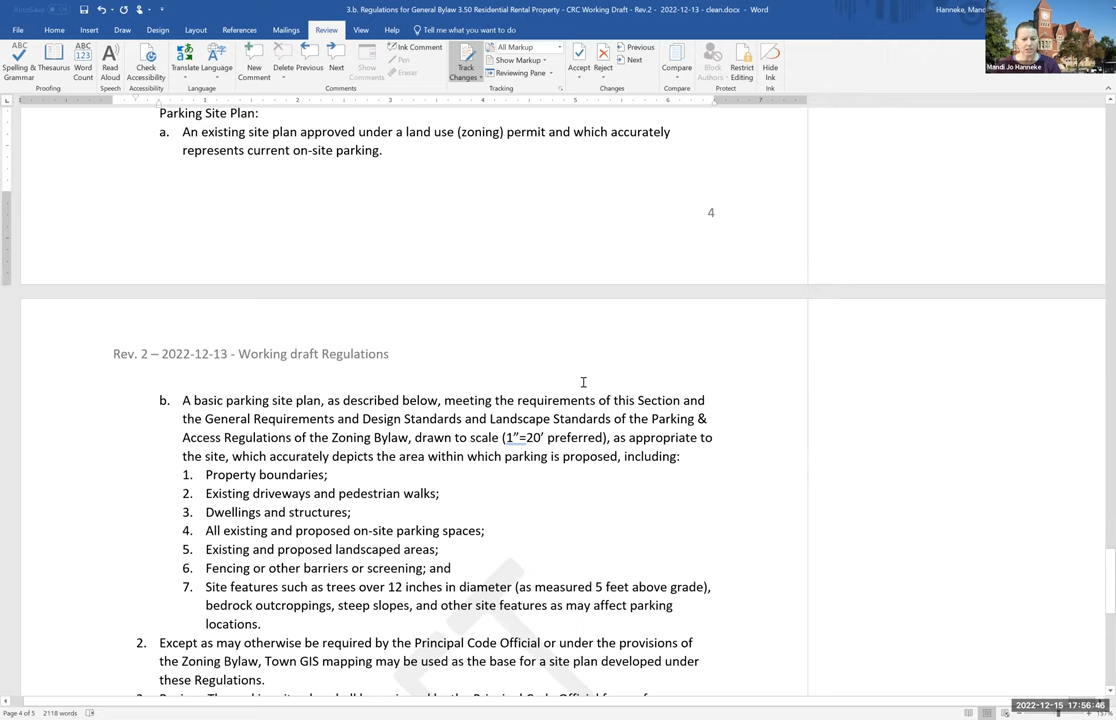 AutoSave Off
3.b. Regulations for General Bylaw 3.50 Residential Rental Property - CRC Working Draft - Rev.2 - 2022-12-13 - clean.docx - Word
Hanneke, Mand
Mandi Jo Hanneke
File Home Insert Draw Design Layout References Mailings Review View Help Tell me what you want to do
Spelling & Grammar
Thesaurus
Word Count
Read Aloud
Check Accessibility
Translate
Language
New Comment
Delete
Previous
Next
Show Comments
Ink Comment
Pen
Eraser
Track Changes
All Markup
Show Markup
Reviewing Pane
Accept
Reject
Previous
Next
Compare
Block Authors
Restrict Editing
Hide Ink
Proofing Speech Accessibility Language Comments Tracking Changes Compare Protect Ink
1 2 3 4 5 6 7
Parking Site Plan:
a. An existing site plan approved under a land use (zoning) permit and which accurately
represents current on-site parking.
4
Rev. 2 – 2022-12-13 - Working draft Regulations
b. A basic parking site plan, as described below, meeting the requirements of this Section and
the General Requirements and Design Standards and Landscape Standards of the Parking &
Access Regulations of the Zoning Bylaw, drawn to scale (1”=20’ preferred), as appropriate to
the site, which accurately depicts the area within which parking is proposed, including:
1. Property boundaries;
2. Existing driveways and pedestrian walks;
3. Dwellings and structures;
4. All existing and proposed on-site parking spaces;
5. Existing and proposed landscaped areas;
6. Fencing or other barriers or screening; and
7. Site features such as trees over 12 inches in diameter (as measured 5 feet above grade),
bedrock outcroppings, steep slopes, and other site features as may affect parking
locations.
2. Except as may otherwise be required by the Principal Code Official or under the provisions of
the Zoning Bylaw, Town GIS mapping may be used as the base for a site plan developed under
these Regulations.
Page 4 of 5 2118 words
2022-12-15 17:56:46